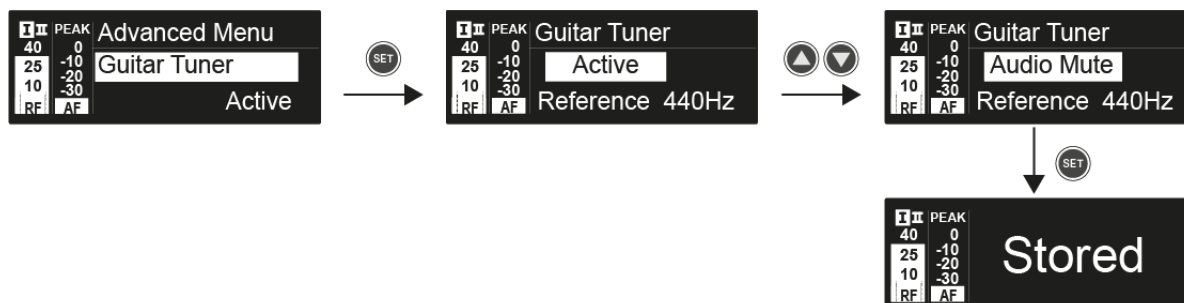 I II PEAK Advanced Menu
40 0
25 -10
-20
10 -30
RF AF
Guitar Tuner
Active
SET
I II PEAK Guitar Tuner
40 0
25 -10
-20
10 -30
RF AF
Active
Reference 440Hz
I II PEAK Guitar Tuner
40 0
25 -10
-20
10 -30
RF AF
Audio Mute
Reference 440Hz
SET
I II PEAK
40 0
25 -10
-20
10 -30
RF AF
Stored